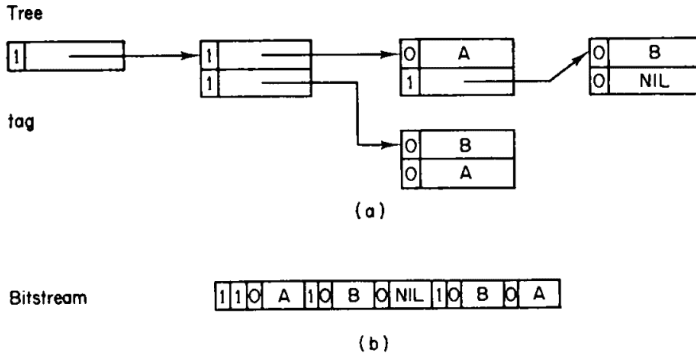 Tree
1 1 0 A 0 B
1 1 0 NIL
tag
0 B
0 A
(a)
Bitstream 1 1 0 A 1 0 B 0 NIL 1 0 B 0 A
(b)